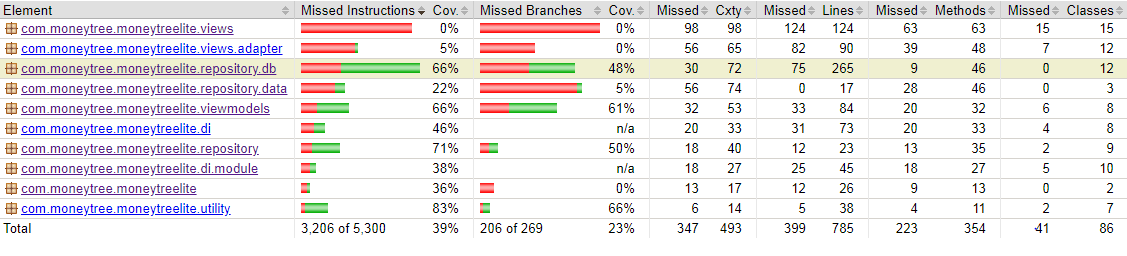 Element Missed Instructions Cov. Missed Branches Cov. Missed Cxty Missed Lines Missed Methods Missed Classes
com.moneytree.moneytreelite.views 0% 0% 98 98 124 124 63 63 15 15
com.moneytree.moneytreelite.views.adapter 5% 0% 56 65 82 90 39 48 7 12
com.moneytree.moneytreelite.repository.db 66% 48% 30 72 75 265 9 46 0 12
com.moneytree.moneytreelite.repository.data 22% 5% 56 74 0 17 28 46 0 3
com.moneytree.moneytreelite.viewmodels 66% 61% 32 53 33 84 20 32 6 8
com.moneytree.moneytreelite.di 46% n/a 20 33 31 73 20 33 4 8
com.moneytree.moneytreelite.repository 71% 50% 18 40 12 23 13 35 2 9
com.moneytree.moneytreelite.di.module 38% n/a 18 27 25 45 18 27 5 10
com.moneytree.moneytreelite 36% 0% 13 17 12 26 9 13 0 2
com.moneytree.moneytreelite.utility 83% 66% 6 14 5 38 4 11 2 7
Total 3,206 of 5,300 39% 206 of 269 23% 347 493 399 785 223 354 41 86